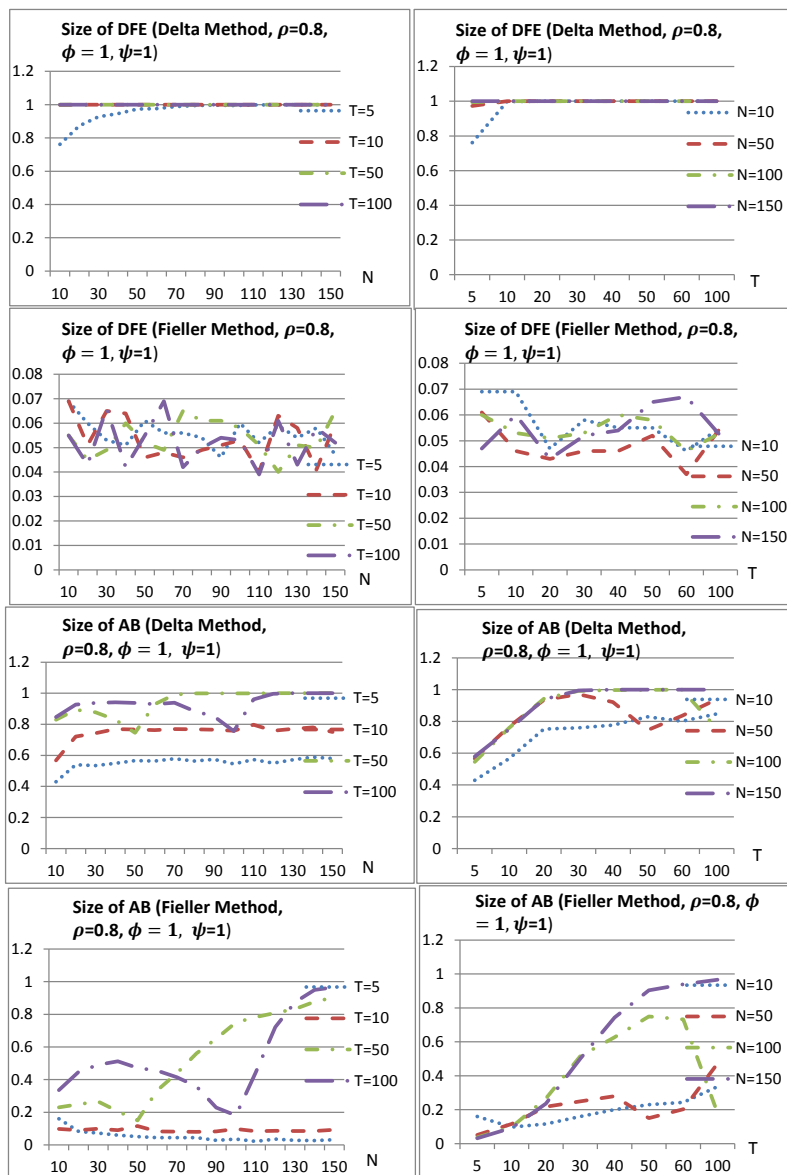 Size of DFE (Delta Method, ρ=0.8,
ϕ = 1, ψ=1)
1.2
1
0.8
0.6
0.4
0.2
0
10 30 50 70 90 110 130 150
N
T=5
T=10
T=50
T=100
Size of DFE (Delta Method, ρ=0.8,
ϕ = 1, ψ=1)
1.2
1
0.8
0.6
0.4
0.2
0
5 10 20 30 40 50 60 100
T
N=10
N=50
N=100
N=150
Size of DFE (Fieller Method, ρ=0.8,
ϕ = 1, ψ=1)
0.08
0.07
0.06
0.05
0.04
0.03
0.02
0.01
0
10 30 50 70 90 110 130 150
N
T=5
T=10
T=50
T=100
Size of DFE (Fieller Method, ρ=0.8,
ϕ = 1, ψ=1)
0.08
0.07
0.06
0.05
0.04
0.03
0.02
0.01
0
5 10 20 30 40 50 60 100
T
N=10
N=50
N=100
N=150
Size of AB (Delta Method,
ρ=0.8, ϕ = 1, ψ=1)
1.2
1
0.8
0.6
0.4
0.2
0
10 30 50 70 90 110 130 150
N
T=5
T=10
T=50
T=100
Size of AB (Delta Method,
ρ=0.8, ϕ = 1, ψ=1)
1.2
1
0.8
0.6
0.4
0.2
0
5 10 20 30 40 50 60 100
T
N=10
N=50
N=100
N=150
Size of AB (Fieller Method,
ρ=0.8, ϕ = 1, ψ=1)
1.2
1
0.8
0.6
0.4
0.2
0
10 30 50 70 90 110 130 150
N
T=5
T=10
T=50
T=100
Size of AB (Fieller Method, ρ=0.8, ϕ
= 1, ψ=1)
1.2
1
0.8
0.6
0.4
0.2
0
5 10 20 30 40 50 60 100
T
N=10
N=50
N=100
N=150